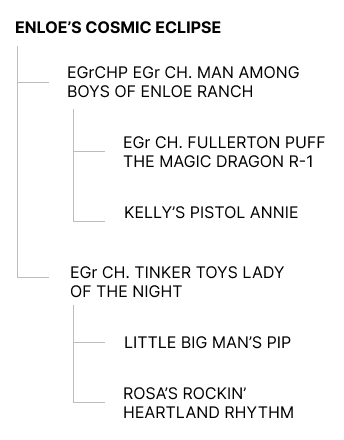 ENLOE’S COSMIC ECLIPSE
EGrCHP EGr CH. MAN AMONG
BOYS OF ENLOE RANCH
EGr CH. FULLERTON PUFF
THE MAGIC DRAGON R-1
KELLY’S PISTOL ANNIE
EGr CH. TINKER TOYS LADY
OF THE NIGHT
LITTLE BIG MAN’S PIP
ROSA’S ROCKIN’
HEARTLAND RHYTHM